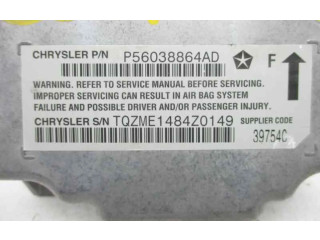 CHRYSLER P/N P56038864AD
F
WARNING. REFER TO SERVICE MANUAL BEFORE SERVICING.
IMPROPER SERVICING CAN RESULT IN AIR BAG SYSTEM
FAILURE AND POSSIBLE DRIVER AND/OR PASSENGER INJURY.
CHRYSLER S/N TQZME1484Z0149 SUPPLIER CODE
39754C